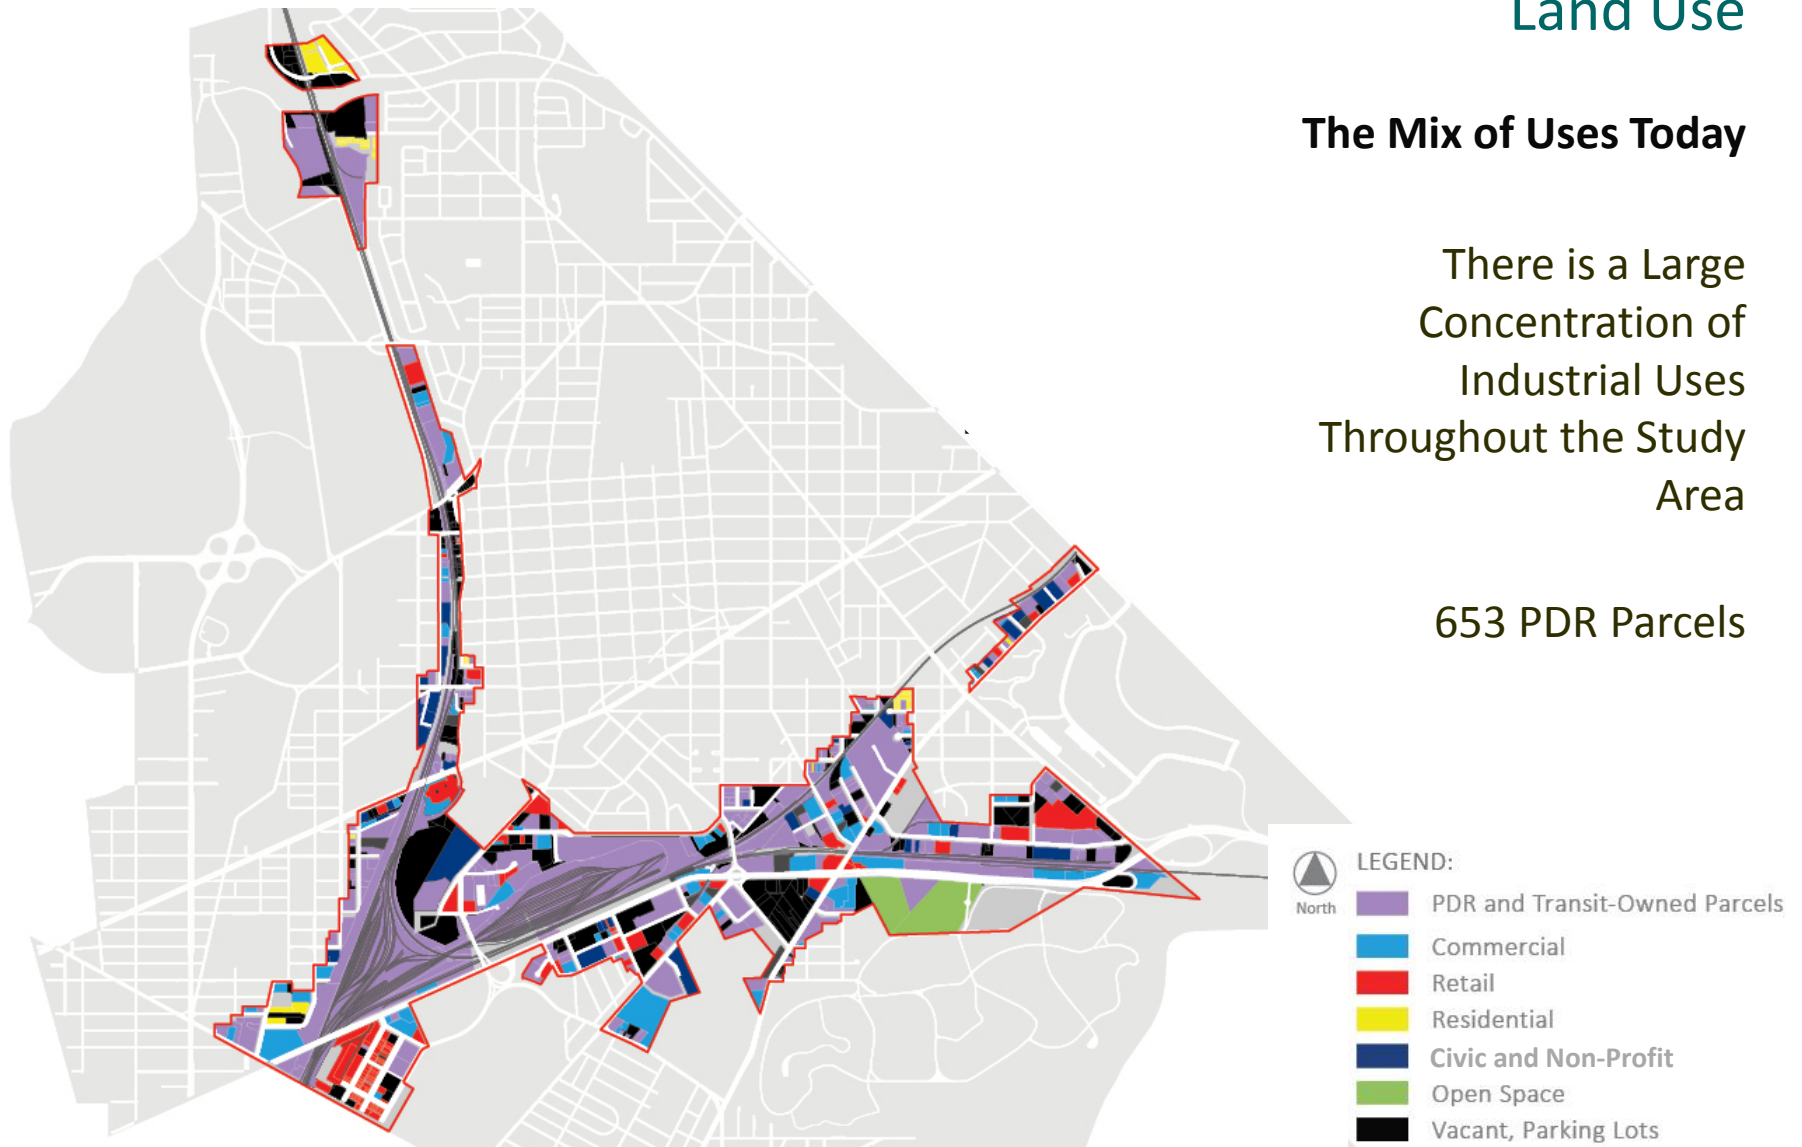 Land Use
The Mix of Uses Today
There is a Large
Concentration of
Industrial Uses
Throughout the Study
Area
653 PDR Parcels
North
LEGEND:
PDR and Transit-Owned Parcels
Commercial
Retail
Residential
Civic and Non-Profit
Open Space
Vacant, Parking Lots